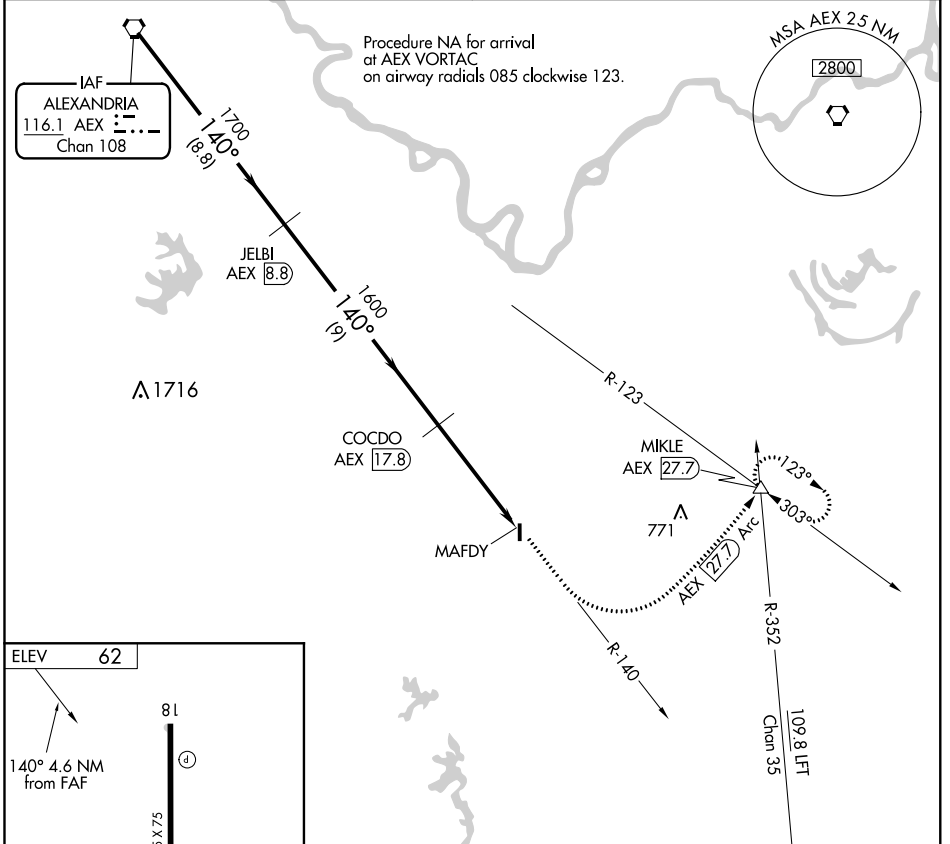 Procedure NA for arrival
at AEX VORTAC
on airway radials 085 clockwise 123.
MSA AEX 25 NM
2800
IAF
ALEXANDRIA
116.1 AEX
Chan 108
1700
140°
(8.8)
JELBI
AEX 8.8
1600
140°
(9)
1716
COCDO
AEX 17.8
R-123
MIKLE
AEX 27.7
123°
303°
771
MAFDY
AEX 27.7 Arc
R-140
R-352
109.8 LFT
Chan 35
ELEV 62
18
P
140° 4.6 NM
from FAF
X 75